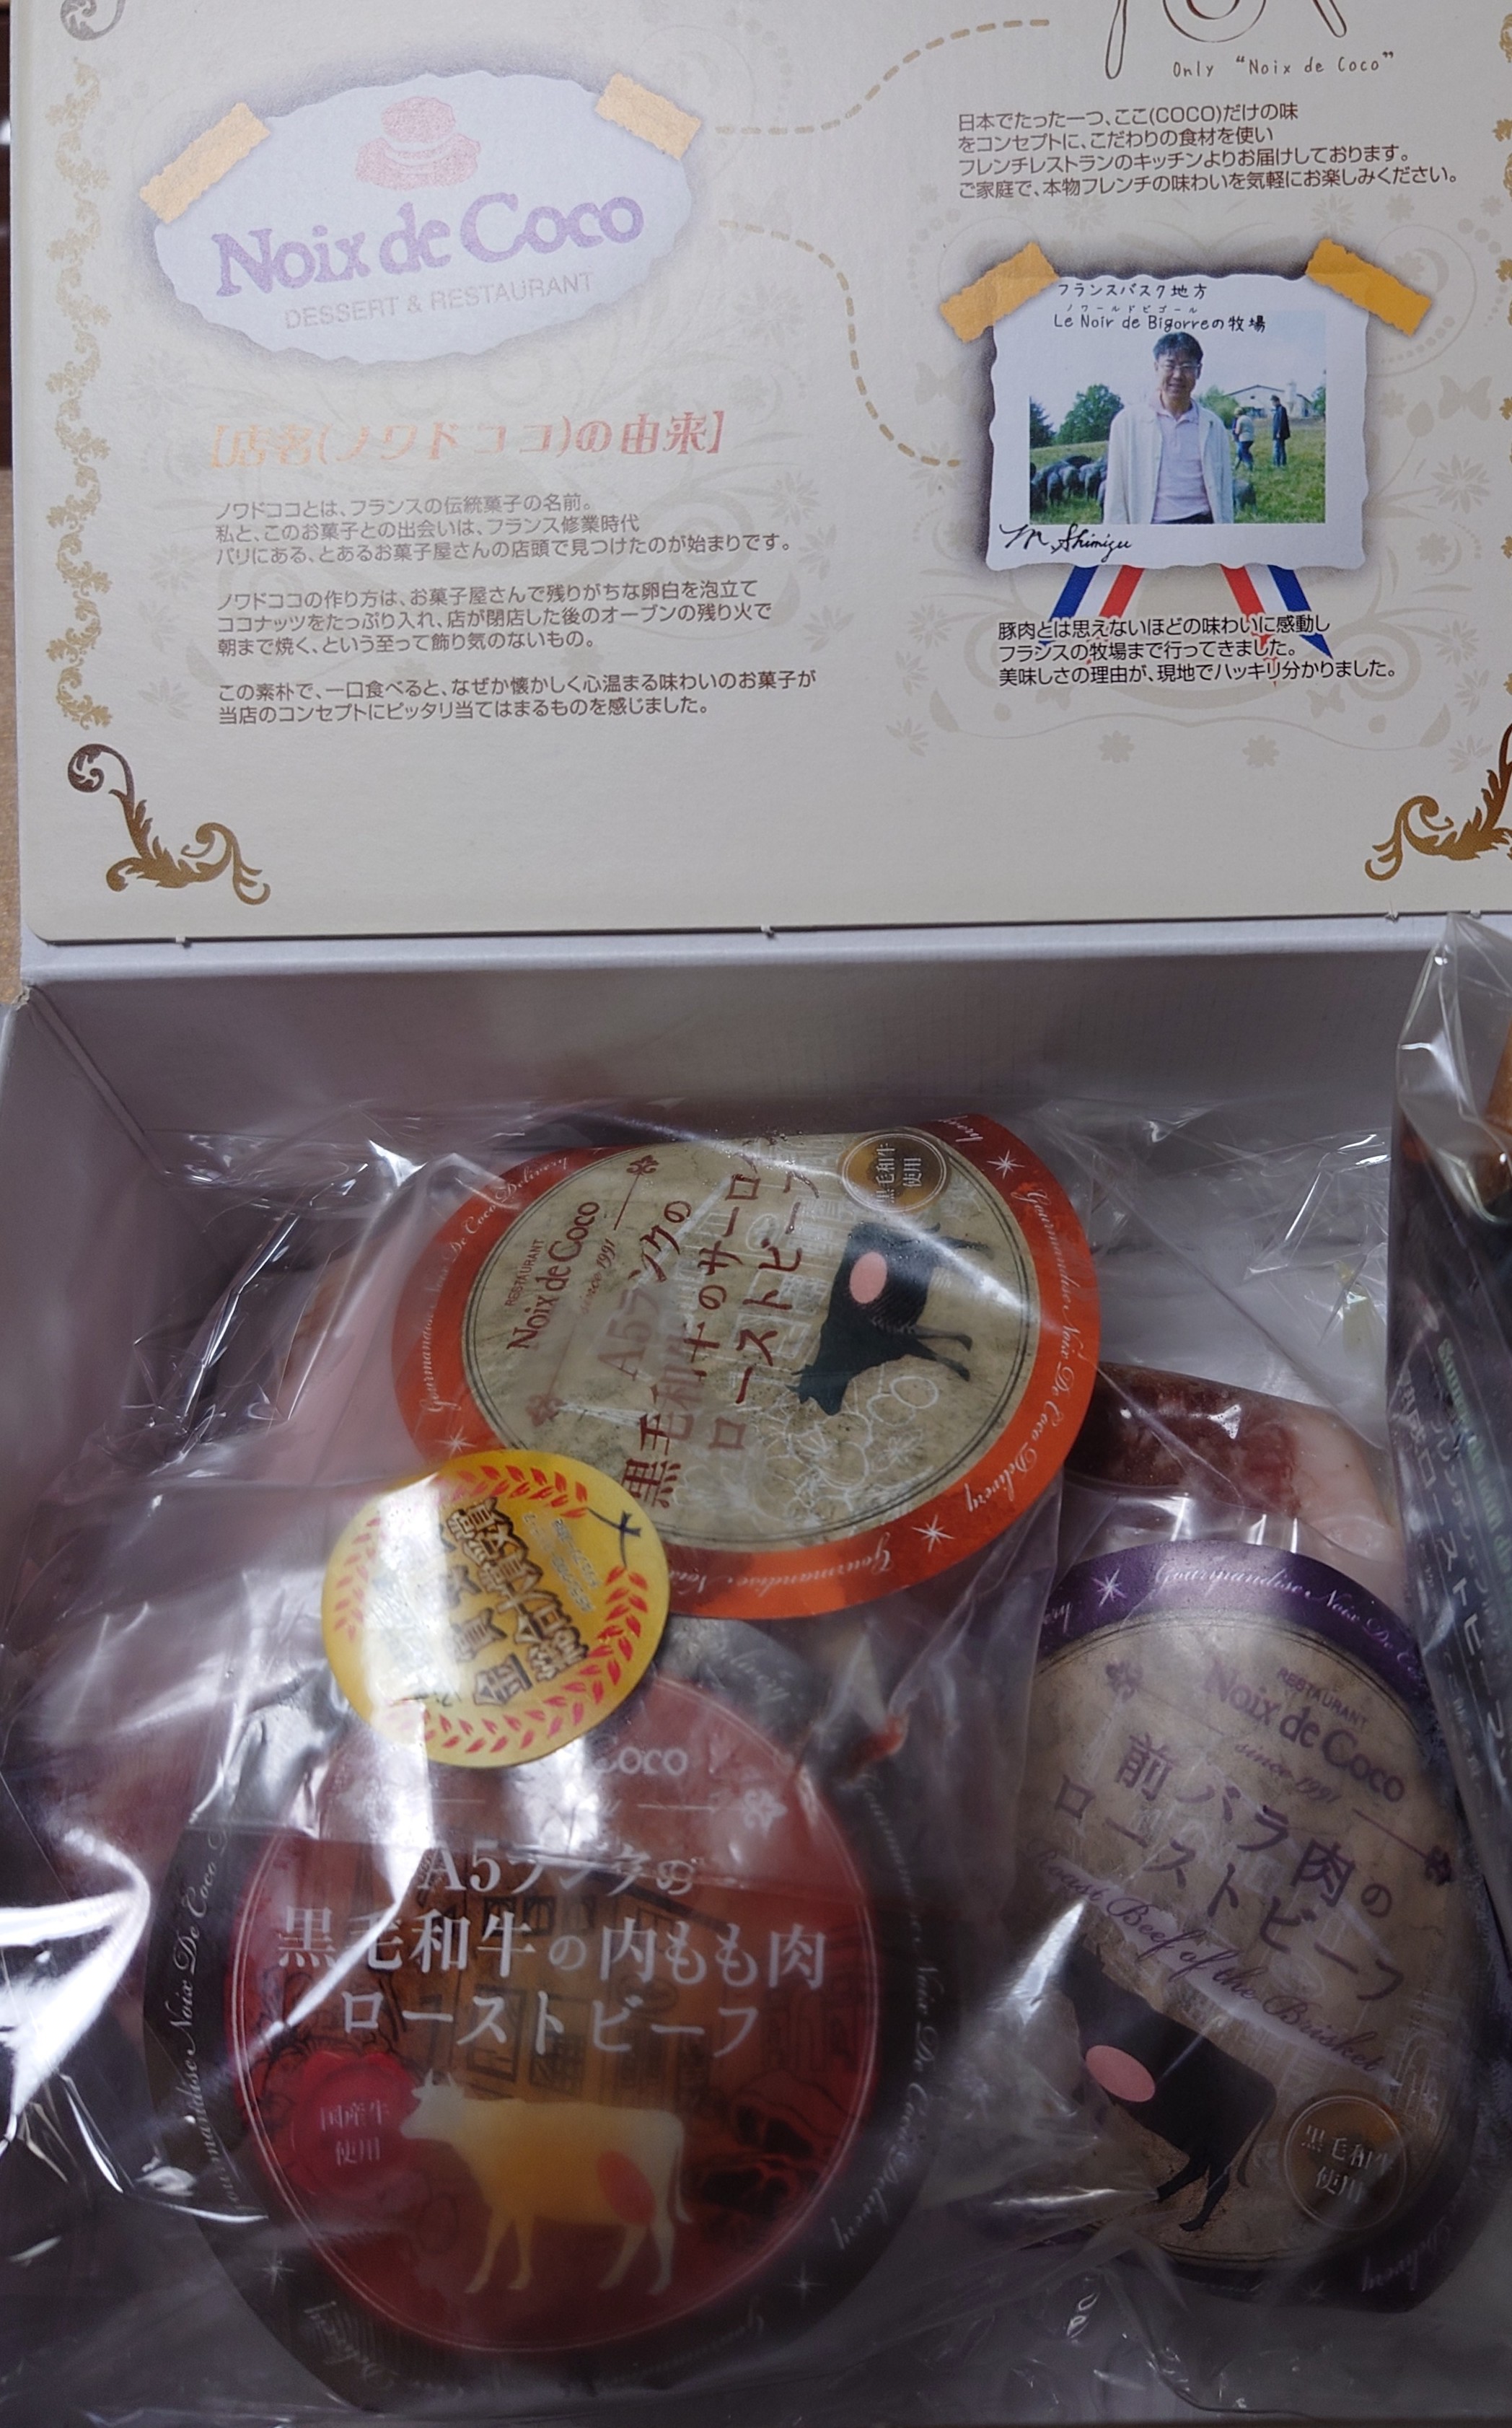 Only "Noix de Coco"
日本でたった一つ、ここ(COCO)だけの味
をコンセプトに、こだわりの食材を使い
フレンチレストランのキッチンよりお届けしております。
ご家庭で、本物フレンチの味わいを気軽にお楽しみください。
Noix de Coco
DESSERT & RESTAURANT
フランスバスク地方
ノワールドビゴール
Le Noir de Bigorreの牧場
M. Shimizu
豚肉とは思えないほどの味わいに感動し
フランスの牧場まで行ってきました。
美味しさの理由が、現地でハッキリ分かりました。
【店名(ノワドココ)の由来】
ノワドココとは、フランスの伝統菓子の名前。
私と、このお菓子との出会いは、フランス修業時代
パリにある、とあるお菓子屋さんの店頭で見つけたのが始まりです。
ノワドココの作り方は、お菓子屋さんで残りがちな卵白を泡立て
ココナッツをたっぷり入れ、店が閉店した後のオーブンの残り火で
朝まで焼く、という至って飾り気のないもの。
この素朴で、一口食べると、なぜか懐かしく心温まる味わいのお菓子が
当店のコンセプトにピッタリ当てはまるものを感じました。
RESTAURANT
Noix de Coco
since 1991
A5ランクの
黒毛和牛のサーロ
ローストビーフ
黒毛和牛
使用
Gourmandise Noix De Coco Delivery
Coco
A5ランクの
黒毛和牛の内もも肉
ローストビーフ
国産牛
使用
Gourmandise Noix De Coco
RESTAURANT
Noix de Coco
since 1991
前バラ肉の
ローストビーフ
Roast Beef of the Brisket
黒毛和牛
使用
Gourmandise Noix De Coco
ローストビーフ